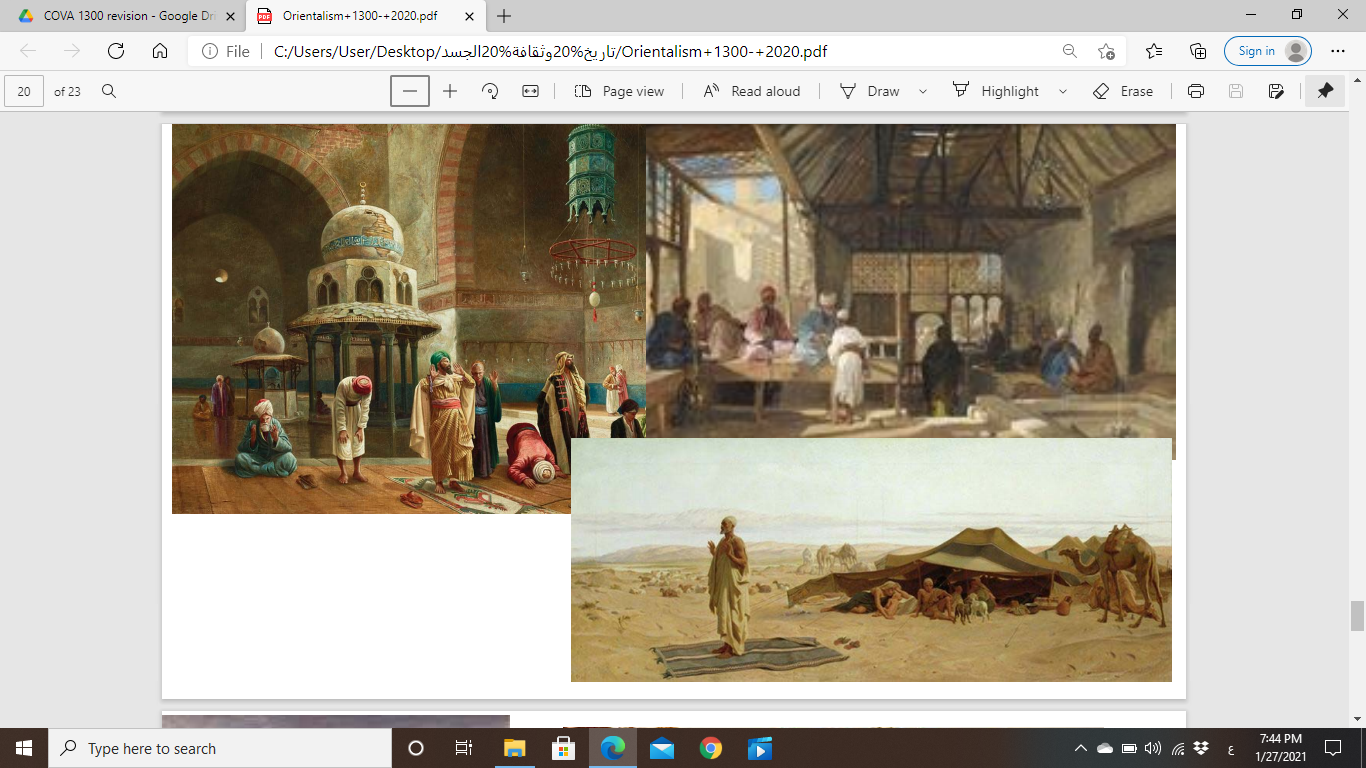 COVA 1300 revision - Google Dri
Orientalism+1300-+2020.pdf
File
C:/Users/User/Desktop/تاريخ%20وثقافة%20الجسد/Orientalism+1300-+2020.pdf
Sign in
20 of 23
Page view
Read aloud
Draw
Highlight
Erase
Type here to search
ع
7:44 PM
1/27/2021